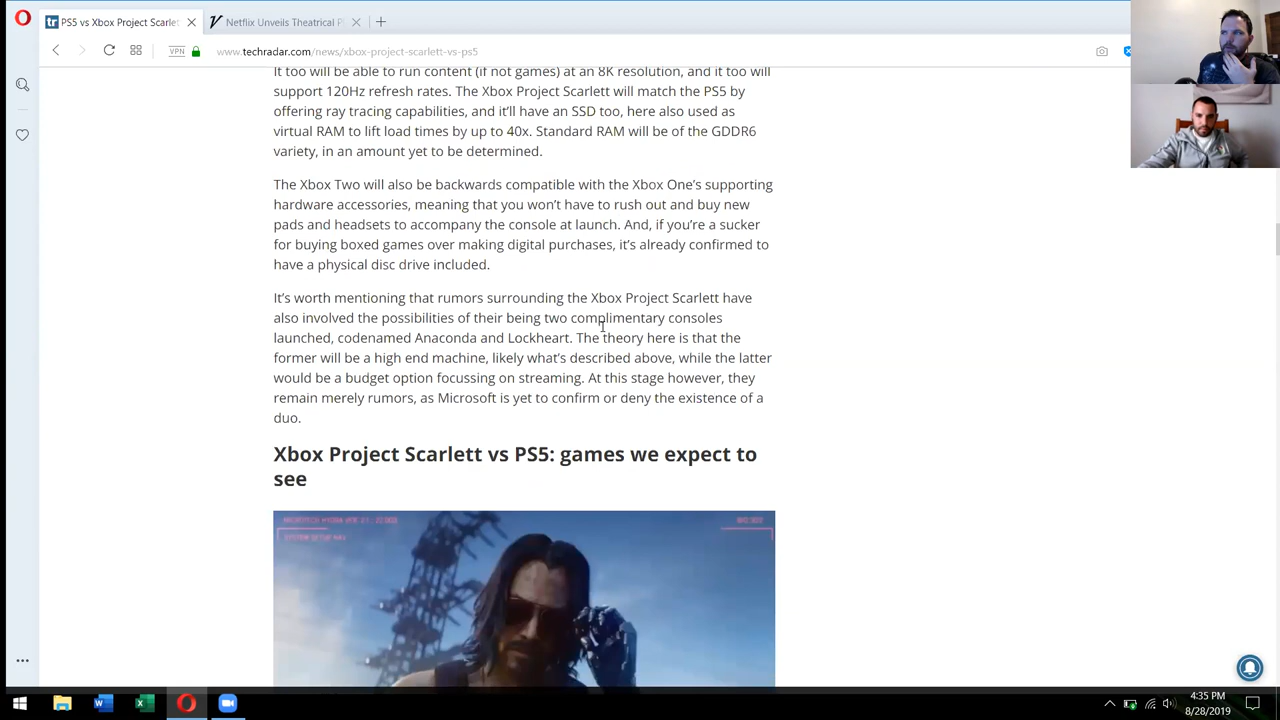 PS5 vs Xbox Project Scarlet
Netflix Unveils Theatrical P
VPN
www.techradar.com/news/xbox-project-scarlett-vs-ps5
It too will be able to run content (if not games) at an 8K resolution, and it too will
support 120Hz refresh rates. The Xbox Project Scarlett will match the PS5 by
offering ray tracing capabilities, and it'll have an SSD too, here also used as
virtual RAM to lift load times by up to 40x. Standard RAM will be of the GDDR6
variety, in an amount yet to be determined.
The Xbox Two will also be backwards compatible with the Xbox One's supporting
hardware accessories, meaning that you won't have to rush out and buy new
pads and headsets to accompany the console at launch. And, if you're a sucker
for buying boxed games over making digital purchases, it's already confirmed to
have a physical disc drive included.
It's worth mentioning that rumors surrounding the Xbox Project Scarlett have
also involved the possibilities of their being two complimentary consoles
launched, codenamed Anaconda and Lockheart. The theory here is that the
former will be a high end machine, likely what's described above, while the latter
would be a budget option focussing on streaming. At this stage however, they
remain merely rumors, as Microsoft is yet to confirm or deny the existence of a
duo.
Xbox Project Scarlett vs PS5: games we expect to
see
4:35 PM
8/28/2019